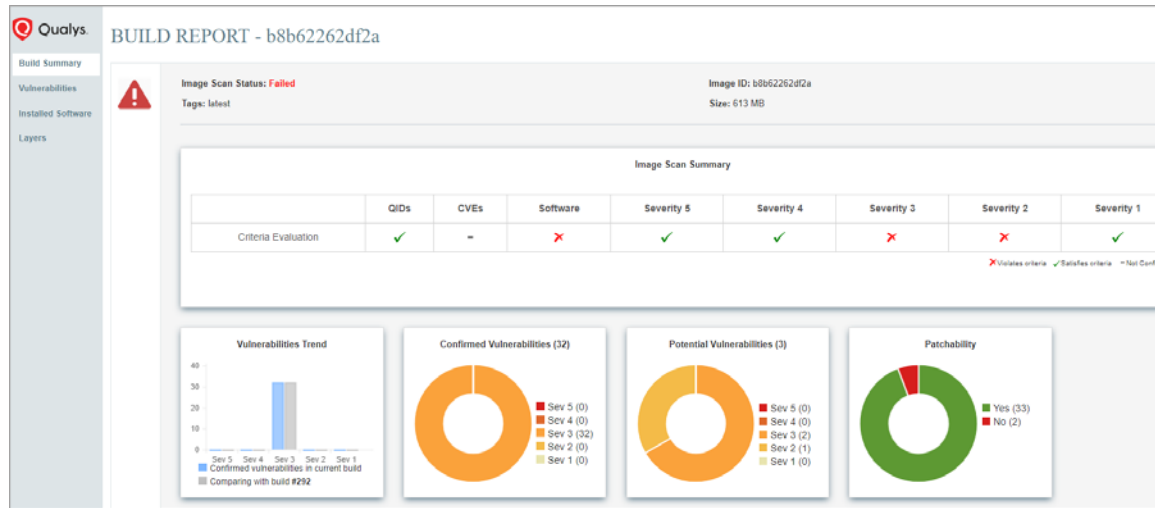 Qualys.
BUILD REPORT - b8b62262df2a
Build Summary
Vulnerabilities
Installed Software
Layers
Image Scan Status: Failed
Image ID: b8b62262df2a
Tags: latest
Size: 613 MB
Image Scan Summary
QIDs CVEs Software Severity 5 Severity 4 Severity 3 Severity 2 Severity 1
Criteria Evaluation ✓ - ✗ ✓ ✓ ✗ ✗ ✓
✗Violates criteria ✓Satisfies criteria - Not Conf
Vulnerabilities Trend
40
30
20
10
0
Sev 5 Sev 4 Sev 3 Sev 2 Sev 1
Confirmed vulnerabilities in current build
Comparing with build #292
Confirmed Vulnerabilities (32)
Sev 5 (0)
Sev 4 (0)
Sev 3 (32)
Sev 2 (0)
Sev 1 (0)
Potential Vulnerabilities (3)
Sev 5 (0)
Sev 4 (0)
Sev 3 (2)
Sev 2 (1)
Sev 1 (0)
Patchability
Yes (33)
No (2)